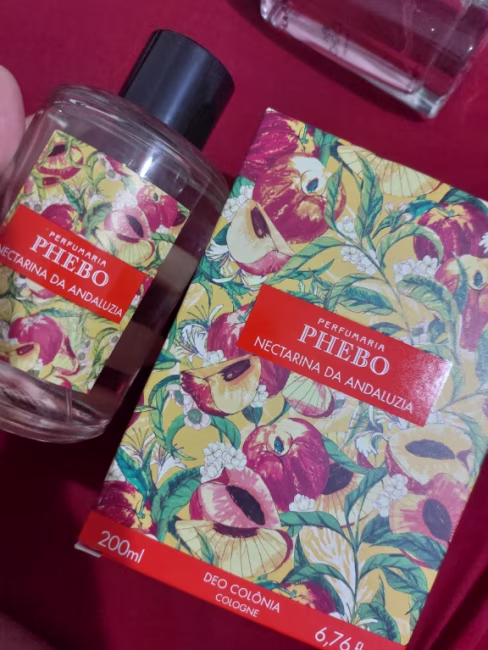 PERFUMARIA
PHEBO
NECTARINA DA ANDALUZIA
PERFUMARIA
PHEBO
NECTARINA DA ANDALUZIA
200ml
DEO COLÔNIA
COLOGNE
6,76 fl